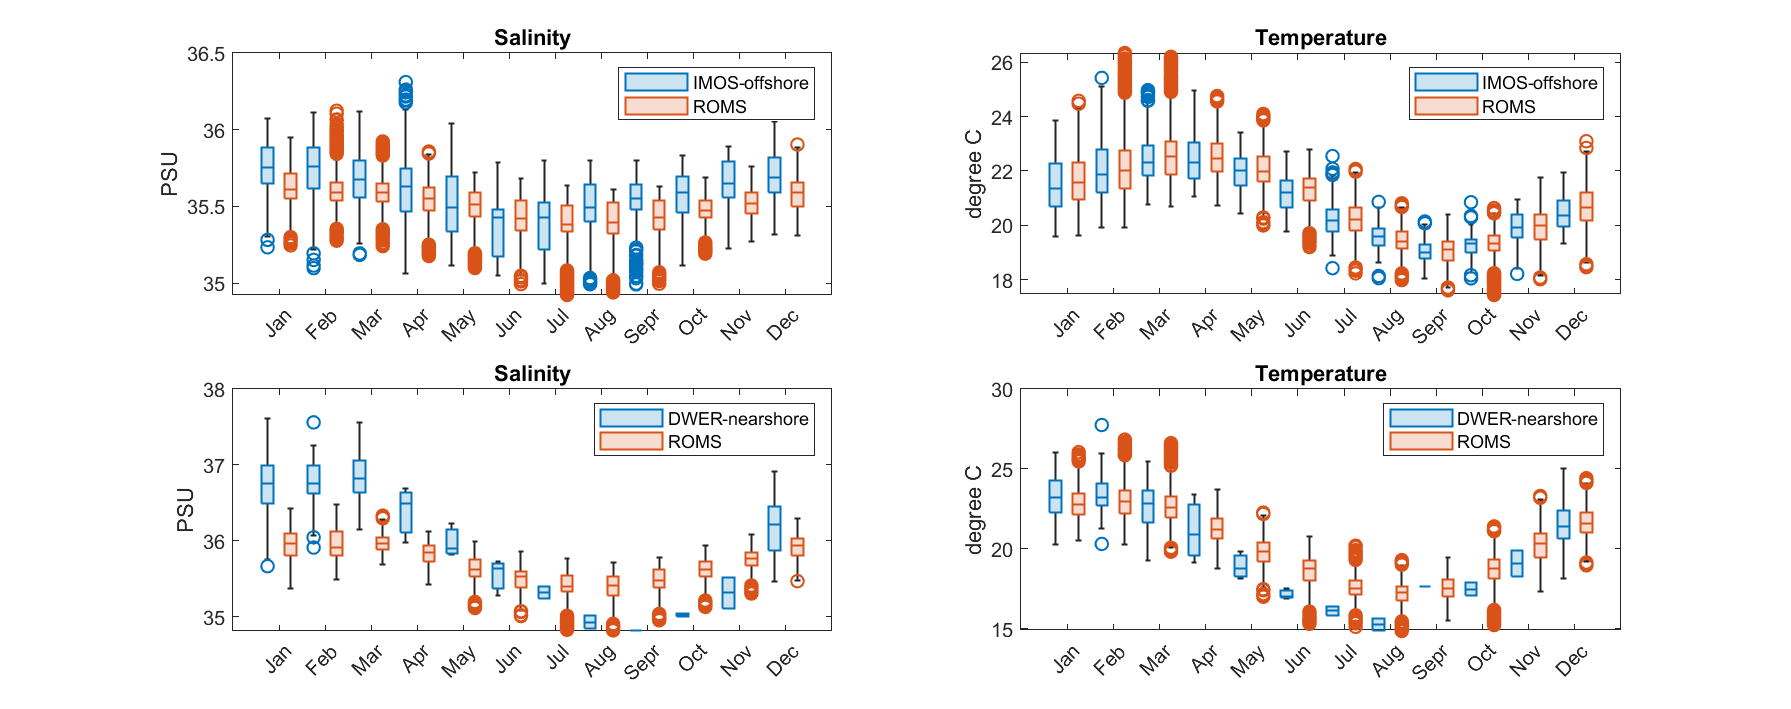 Salinity
36.5
36
35.5
35
PSU
IMOS-offshore
ROMS
Jan Feb Mar Apr May Jun Jul Aug Sepr Oct Nov Dec
Temperature
26
24
22
20
18
degree C
IMOS-offshore
ROMS
Jan Feb Mar Apr May Jun Jul Aug Sepr Oct Nov Dec
Salinity
38
37
36
35
PSU
DWER-nearshore
ROMS
Jan Feb Mar Apr May Jun Jul Aug Sepr Oct Nov Dec
Temperature
30
25
20
15
degree C
DWER-nearshore
ROMS
Jan Feb Mar Apr May Jun Jul Aug Sepr Oct Nov Dec